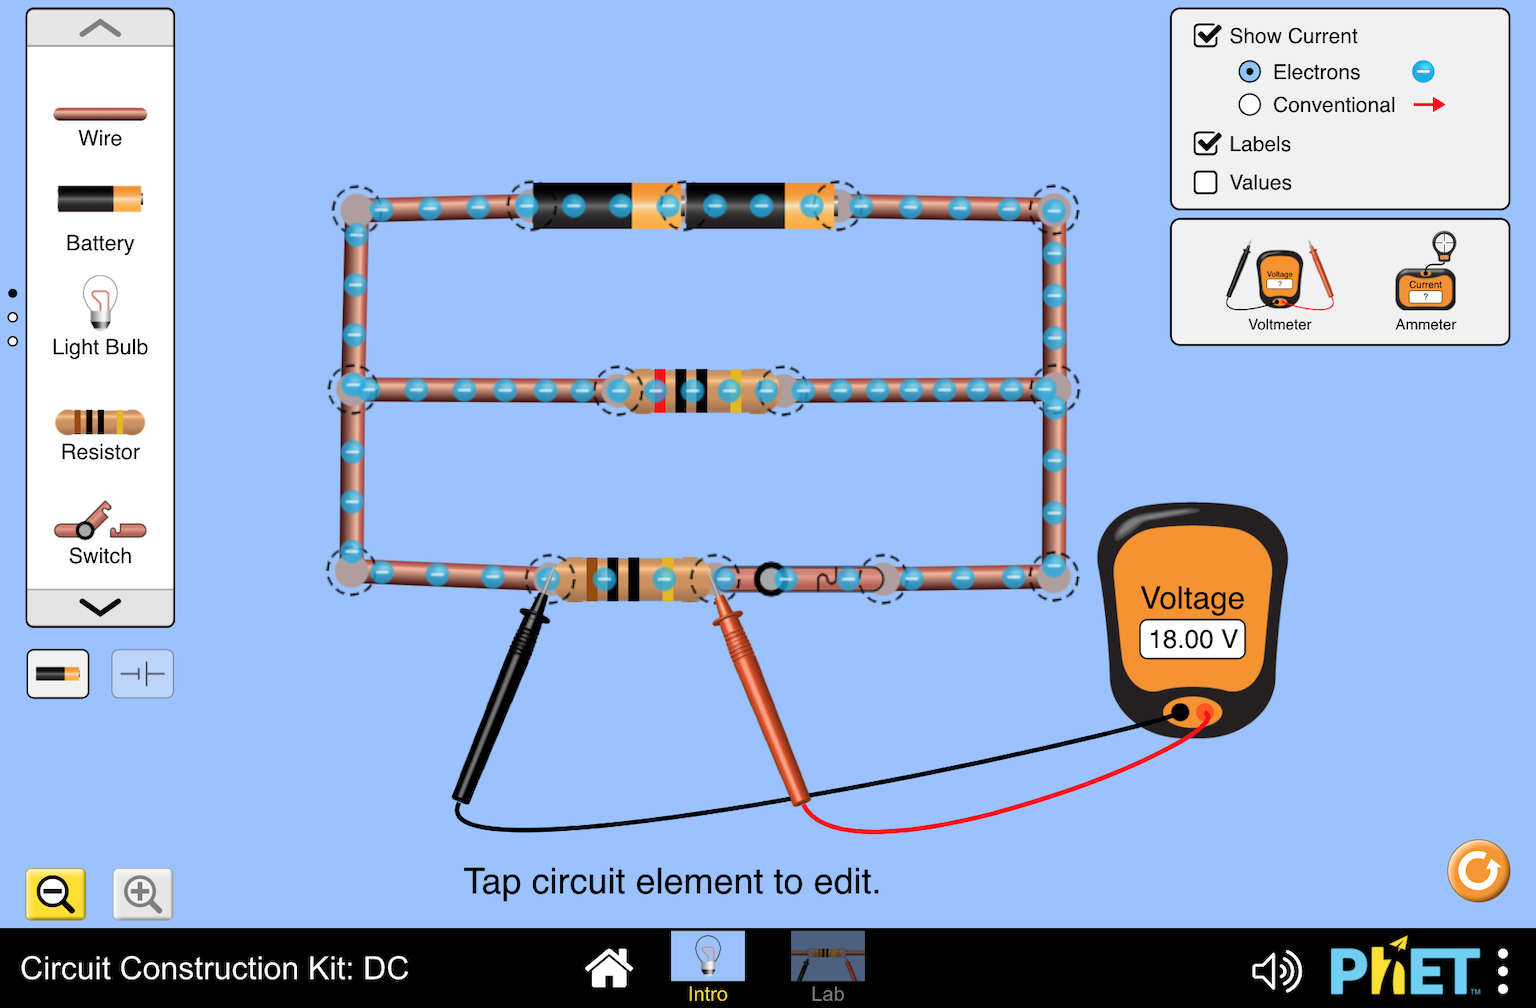 Wire
Battery
Light Bulb
Resistor
Switch
Show Current
Electrons
Conventional
Labels
Values
Voltage
?
Voltmeter
Current
?
Ammeter
Voltage
18.00 V
Tap circuit element to edit.
Circuit Construction Kit: DC
Intro
Lab
PhET™